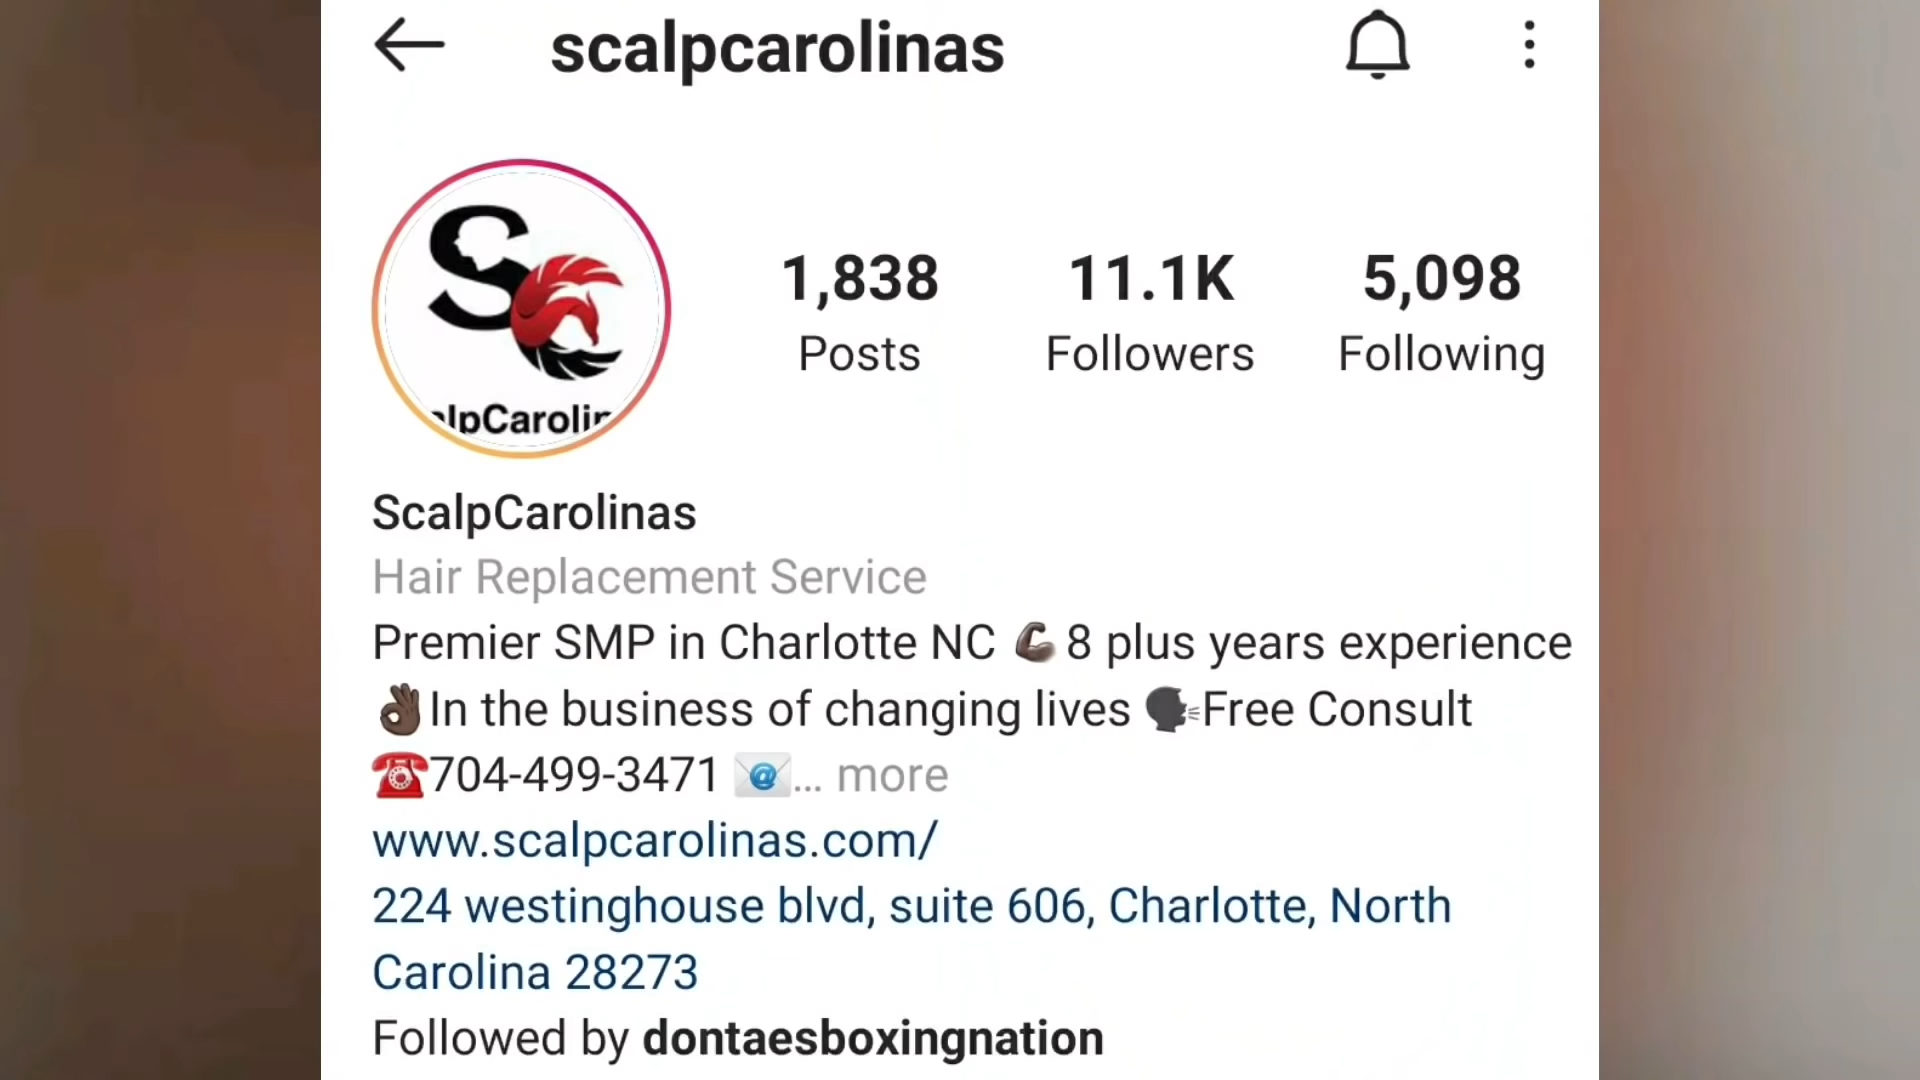 scalpcarolinas
SC
lpCarolin
1,838 11.1K 5,098
Posts Followers Following
ScalpCarolinas
Hair Replacement Service
Premier SMP in Charlotte NC 💪🏿 8 plus years experience
👌🏿In the business of changing lives 🗣️Free Consult
☎️704-499-3471 📧... more
www.scalpcarolinas.com/
224 westinghouse blvd, suite 606, Charlotte, North
Carolina 28273
Followed by dontaesboxingnation